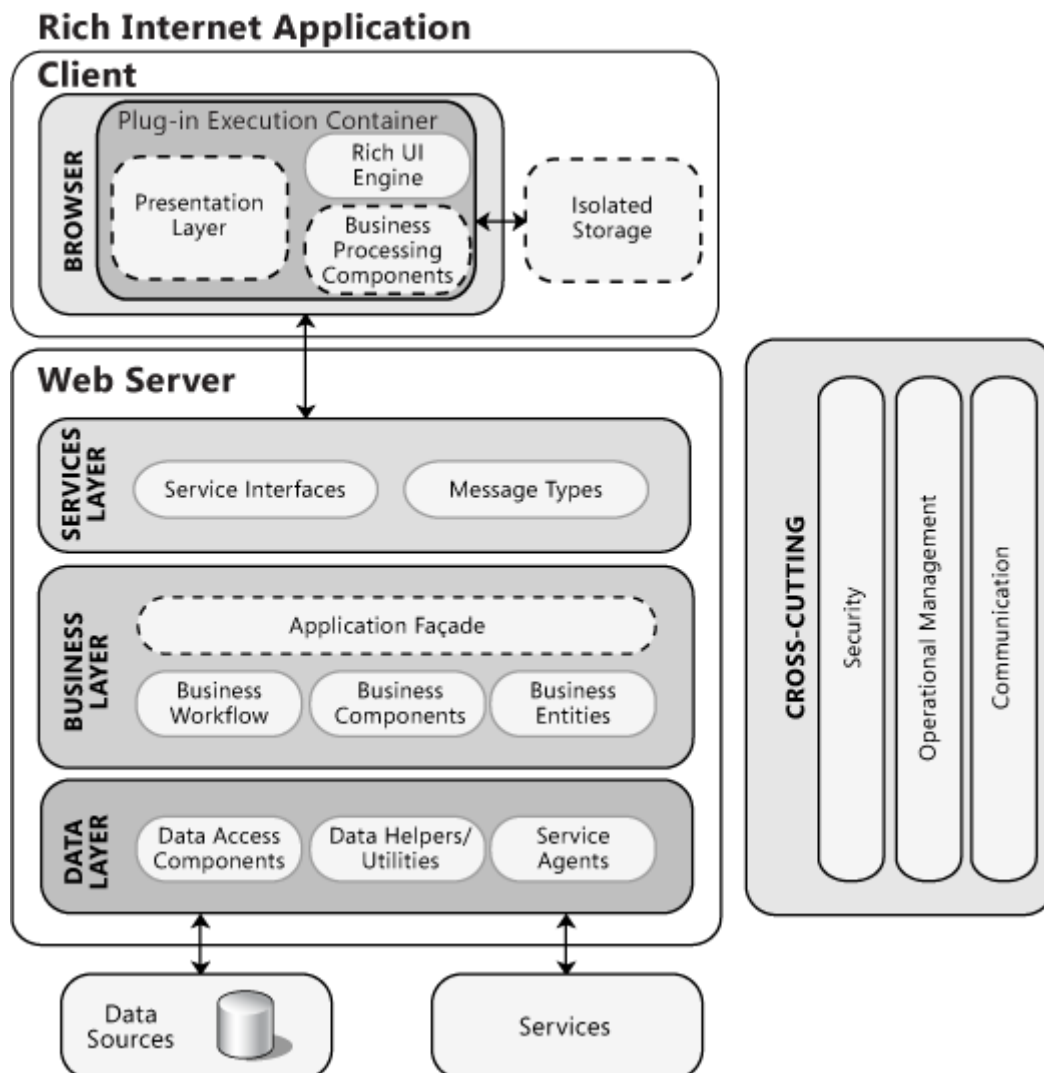 Rich Internet Application
Client
BROWSER
Plug-in Execution Container
Presentation
Layer
Rich UI
Engine
Business
Processing
Components
Isolated
Storage
Web Server
SERVICES
LAYER
Service Interfaces
Message Types
BUSINESS
LAYER
Application Façade
Business
Workflow
Business
Components
Business
Entities
DATA
LAYER
Data Access
Components
Data Helpers/
Utilities
Service
Agents
Data
Sources
Services
CROSS-CUTTING
Security
Operational Management
Communication